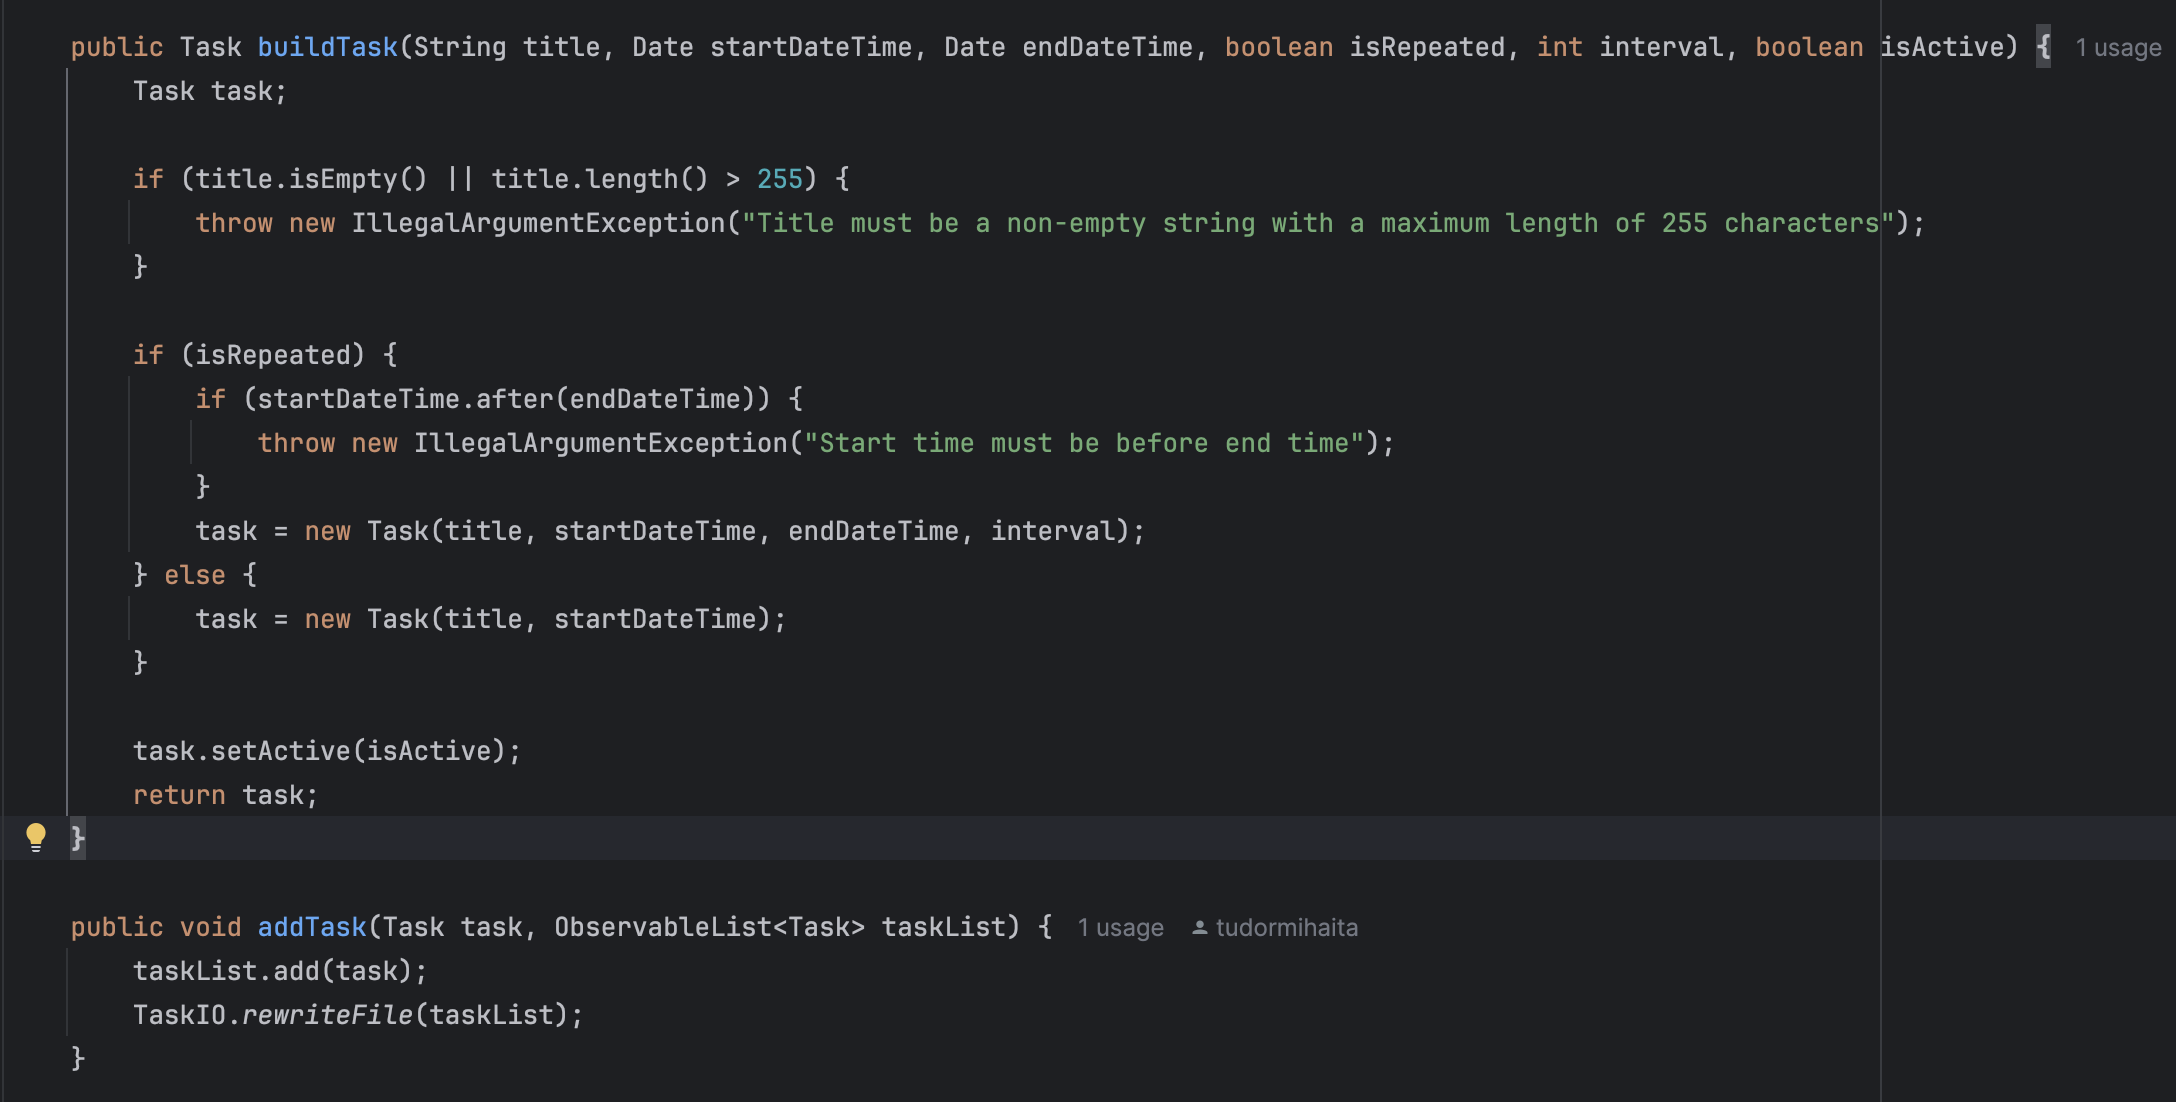 public Task buildTask(String title, Date startDateTime, Date endDateTime, boolean isRepeated, int interval, boolean isActive) { 1 usage
    Task task;

    if (title.isEmpty() || title.length() > 255) {
        throw new IllegalArgumentException("Title must be a non-empty string with a maximum length of 255 characters");
    }

    if (isRepeated) {
        if (startDateTime.after(endDateTime)) {
            throw new IllegalArgumentException("Start time must be before end time");
        }
        task = new Task(title, startDateTime, endDateTime, interval);
    } else {
        task = new Task(title, startDateTime);
    }

    task.setActive(isActive);
    return task;
}

public void addTask(Task task, ObservableList<Task> taskList) { 1 usage tudormihaita
    taskList.add(task);
    TaskIO.rewriteFile(taskList);
}